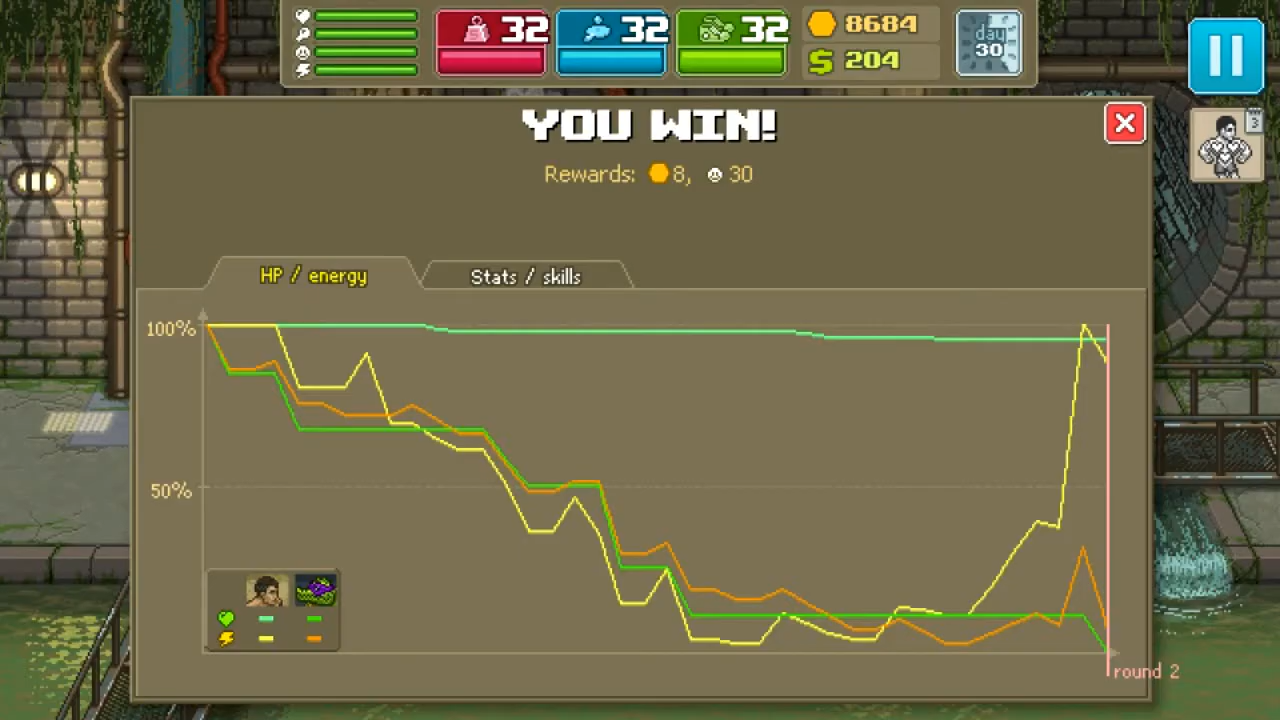 32 32 32 8684
204
day
30
3
YOU WIN!
Rewards: 8, 30
HP / energy Stats / skills
100%
50%
round 2